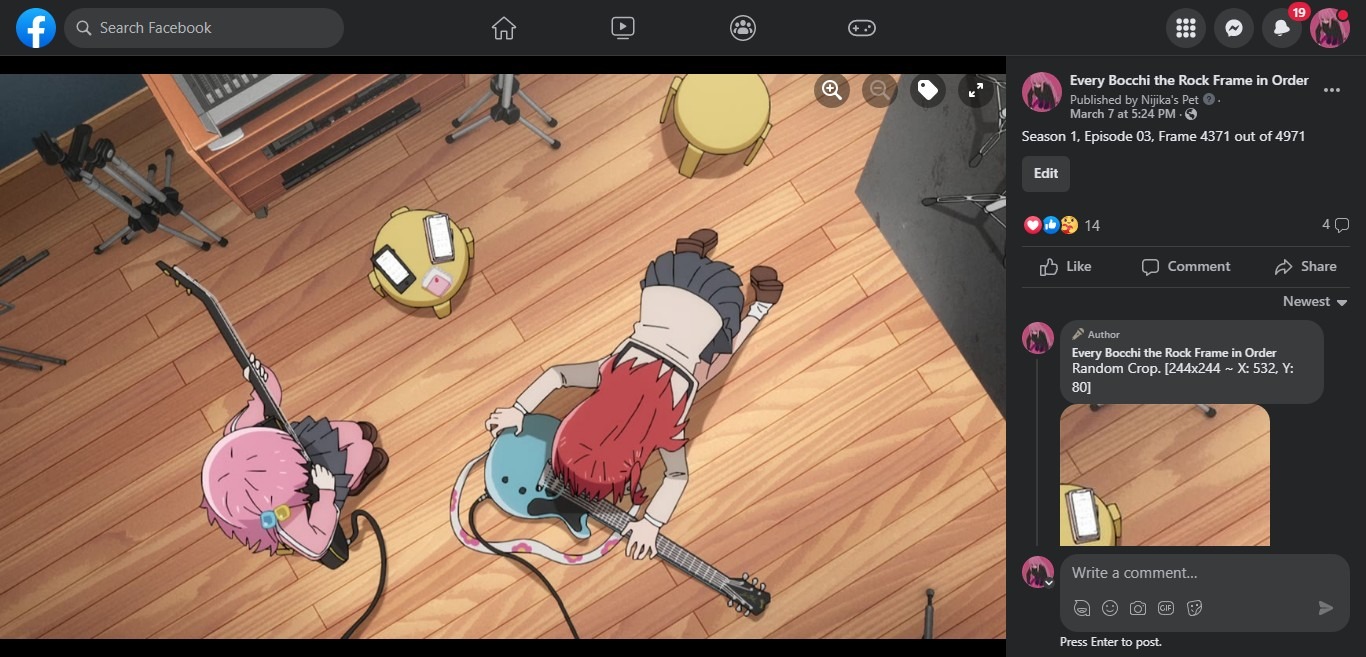 Search Facebook
19
Every Bocchi the Rock Frame in Order
Published by Nijika's Pet ·
March 7 at 5:24 PM ·
Season 1, Episode 03, Frame 4371 out of 4971
Edit
14
4
Like
Comment
Share
Newest
Author
Every Bocchi the Rock Frame in Order
Random Crop. [244x244 ~ X: 532, Y:
80]
Write a comment...
GIF
Press Enter to post.